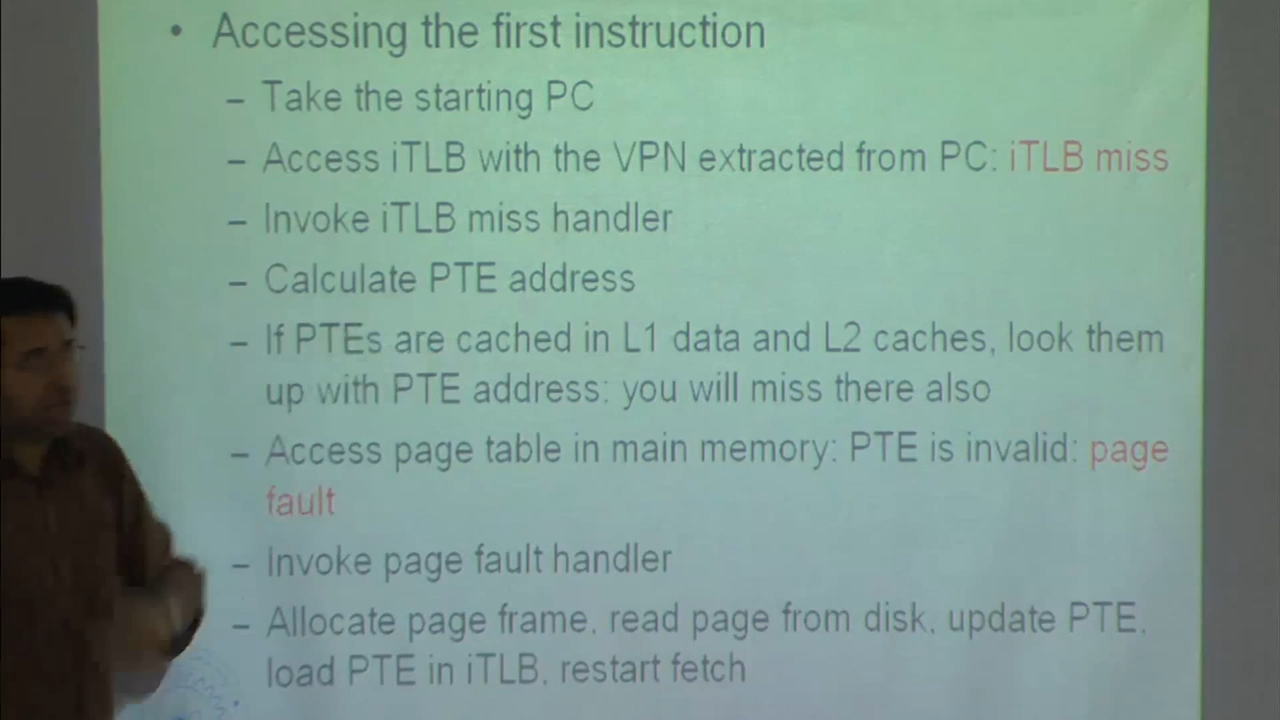 • Accessing the first instruction
– Take the starting PC
– Access iTLB with the VPN extracted from PC: iTLB miss
– Invoke iTLB miss handler
– Calculate PTE address
– If PTEs are cached in L1 data and L2 caches, look them
up with PTE address: you will miss there also
– Access page table in main memory: PTE is invalid: page
fault
– Invoke page fault handler
– Allocate page frame, read page from disk, update PTE,
load PTE in iTLB, restart fetch